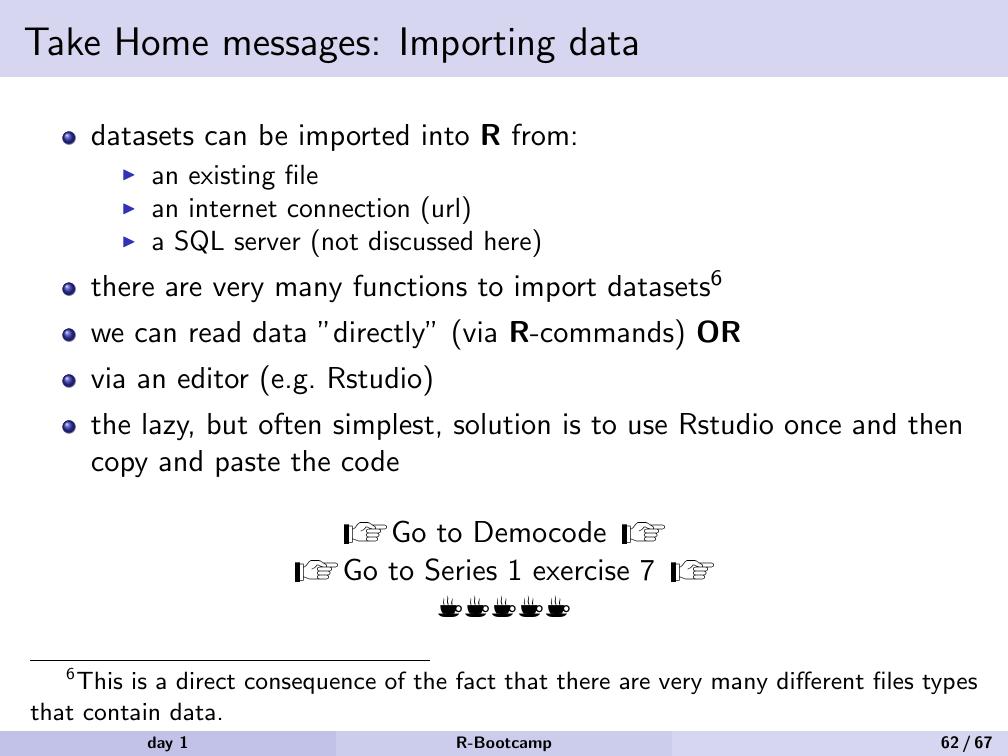 Take Home messages: Importing data
datasets can be imported into R from:
an existing file
an internet connection (url)
a SQL server (not discussed here)
there are very many functions to import datasets6
we can read data ”directly” (via R-commands) OR
via an editor (e.g. Rstudio)
the lazy, but often simplest, solution is to use Rstudio once and then
copy and paste the code
☞Go to Democode ☞
☞Go to Series 1 exercise 7 ☞
6This is a direct consequence of the fact that there are very many different files types
that contain data.
day 1 R-Bootcamp 62 / 67